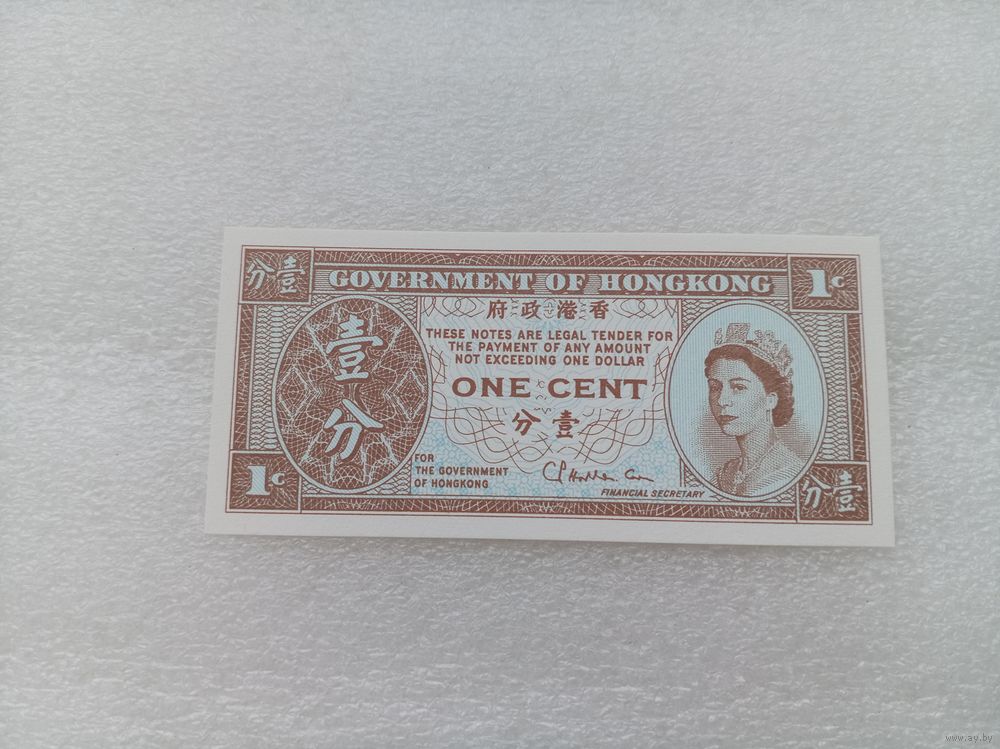 分壹
GOVERNMENT OF HONGKONG
1C
府政港香
THESE NOTES ARE LEGAL TENDER FOR
THE PAYMENT OF ANY AMOUNT
NOT EXCEEDING ONE DOLLAR
ONE CENT
分壹
壹
分
FOR
THE GOVERNMENT
OF HONGKONG
FINANCIAL SECRETARY
1C
分壹
www.ay.by